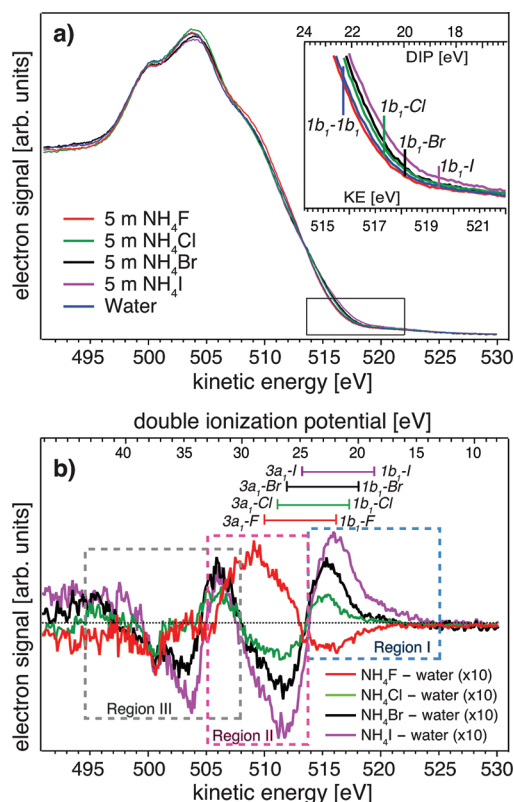 a)
24 22 20 18
DIP [eV]
1b1-1b1
1b1-Cl
1b1-Br
1b1-I
KE [eV]
515 517 519 521
electron signal [arb. units]
5 m NH4F
5 m NH4Cl
5 m NH4Br
5 m NH4I
Water
495 500 505 510 515 520 525 530
kinetic energy [eV]
double ionization potential [eV]
40 35 30 25 20 15 10
b)
3a1-I 1b1-I
3a1-Br 1b1-Br
3a1-Cl 1b1-Cl
3a1-F 1b1-F
electron signal [arb. units]
Region I
Region II
Region III
NH4F – water (x10)
NH4Cl – water (x10)
NH4Br – water (x10)
NH4I – water (x10)
495 500 505 510 515 520 525 530
kinetic energy [eV]